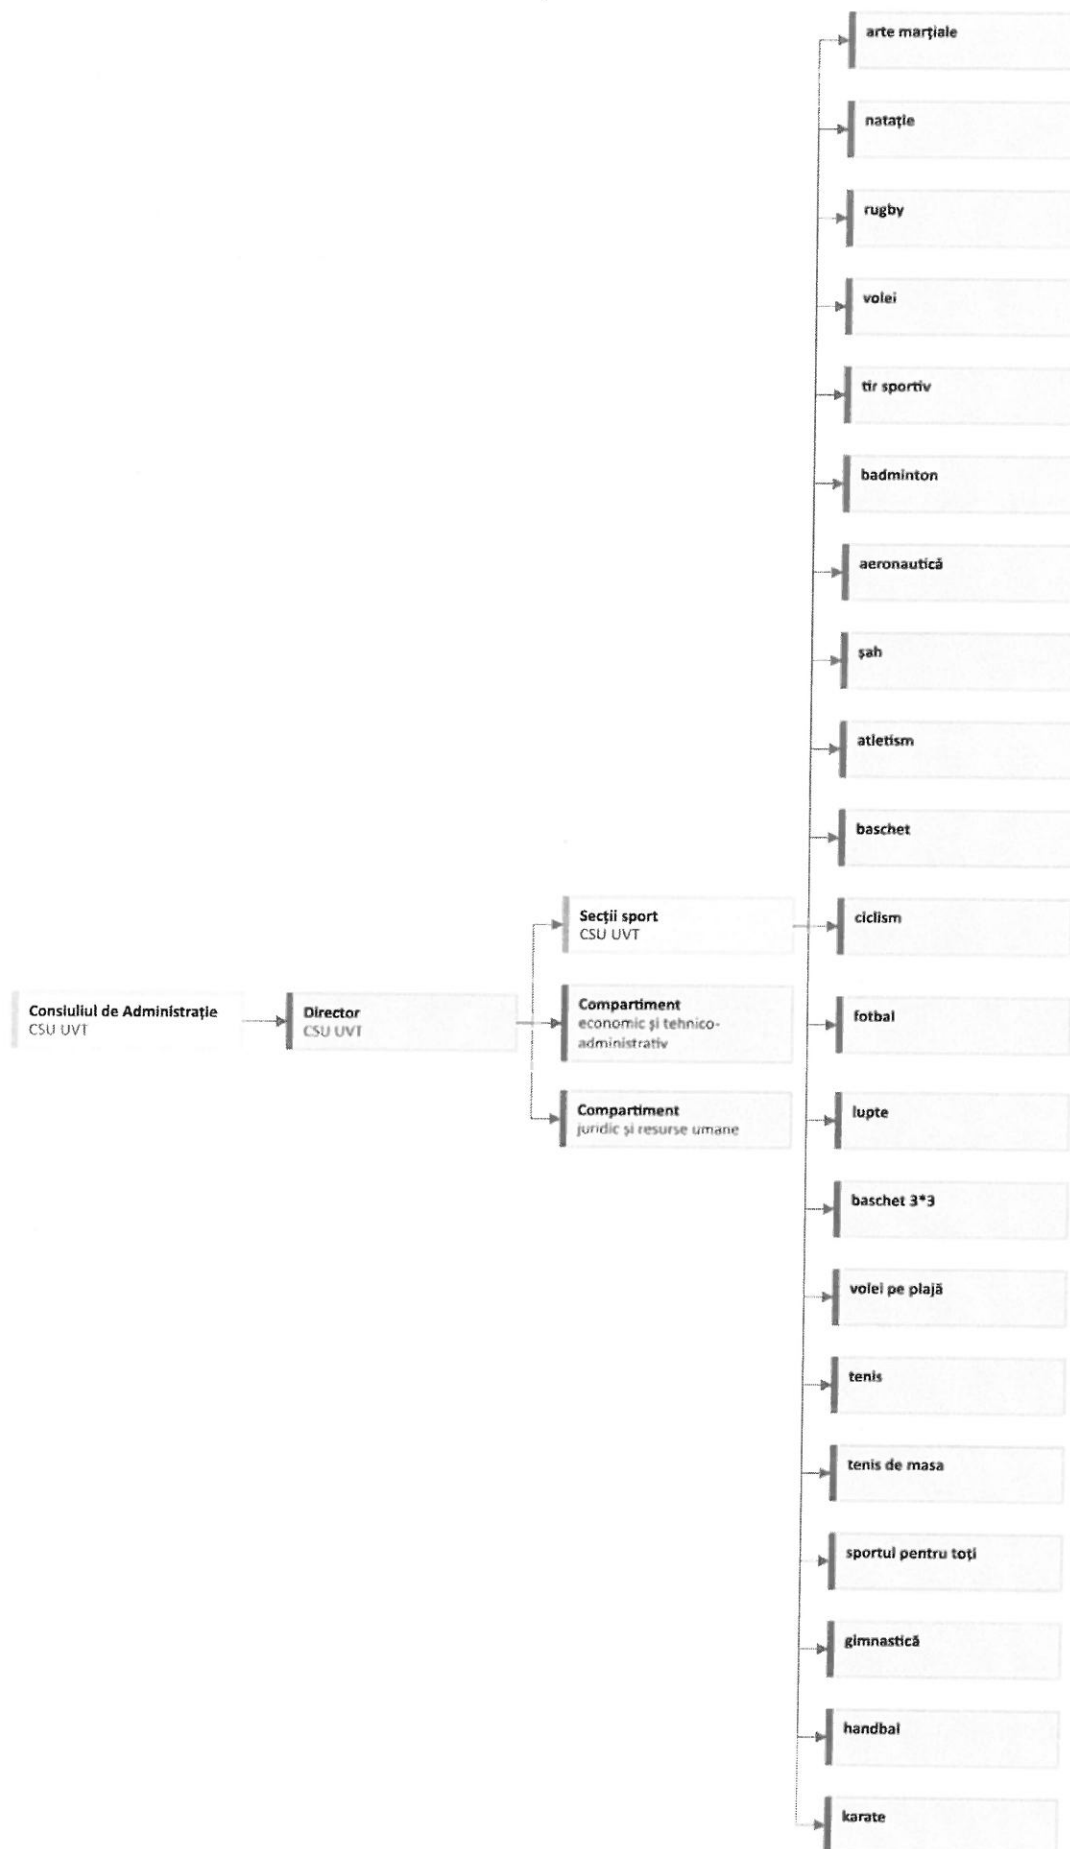 arte marțiale
natație
rugby
volei
tir sportiv
badminton
aeronautică
șah
atletism
baschet
Secții sport
CSU UVT
ciclism
Consiuliul de Administrație
CSU UVT
Director
CSU UVT
Compartiment
economic și tehnico-
administrativ
fotbal
Compartiment
juridic și resurse umane
lupte
baschet 3*3
volei pe plajă
tenis
tenis de masa
sportul pentru toți
gimnastică
handbal
karate